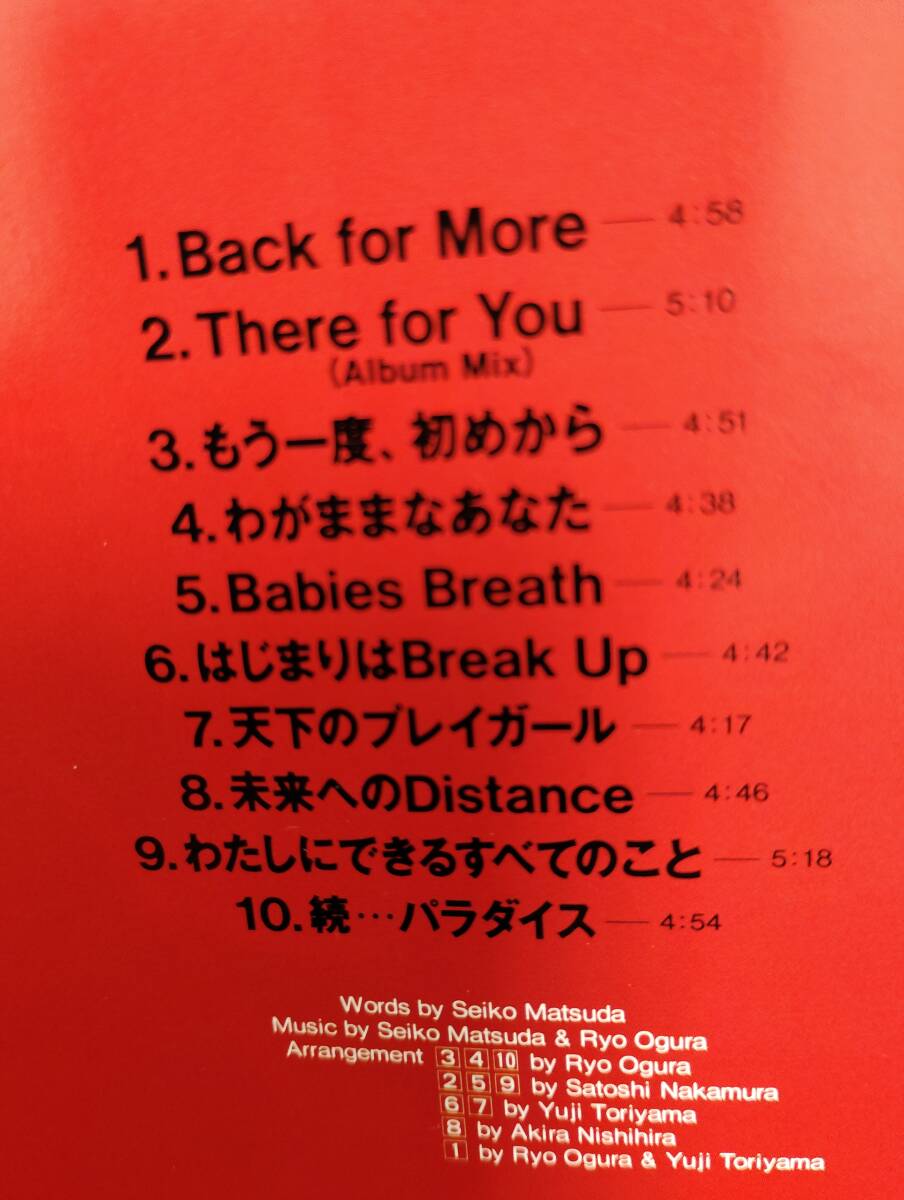 1.Back for More — 4:58
2.There for You — 5:10
(Album Mix)
3.もう一度、初めから — 4:51
4.わがままなあなた — 4:38
5.Babies Breath — 4:24
6.はじまりはBreak Up — 4:42
7.天下のプレイガール — 4:17
8.未来へのDistance — 4:46
9.わたしにできるすべてのこと — 5:18
10.続…パラダイス — 4:54
Words by Seiko Matsuda
Music by Seiko Matsuda & Ryo Ogura
Arrangement 3 4 10 by Ryo Ogura
2 5 9 by Satoshi Nakamura
6 7 by Yuji Toriyama
8 by Akira Nishihira
1 by Ryo Ogura & Yuji Toriyama